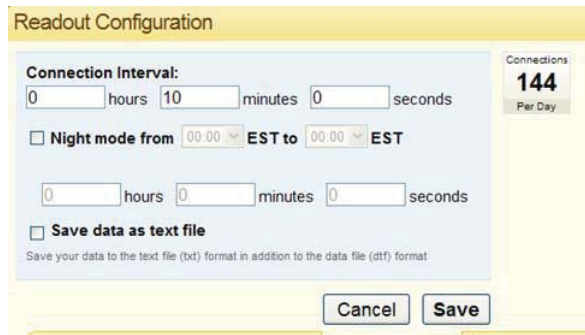 Readout Configuration
Connection Interval:
0 hours 10 minutes 0 seconds
Night mode from 00:00 EST to 00:00 EST
0 hours 0 minutes 0 seconds
Save data as text file
Save your data to the text file (txt) format in addition to the data file (dtf) format
Cancel Save
Connections
144
Per Day